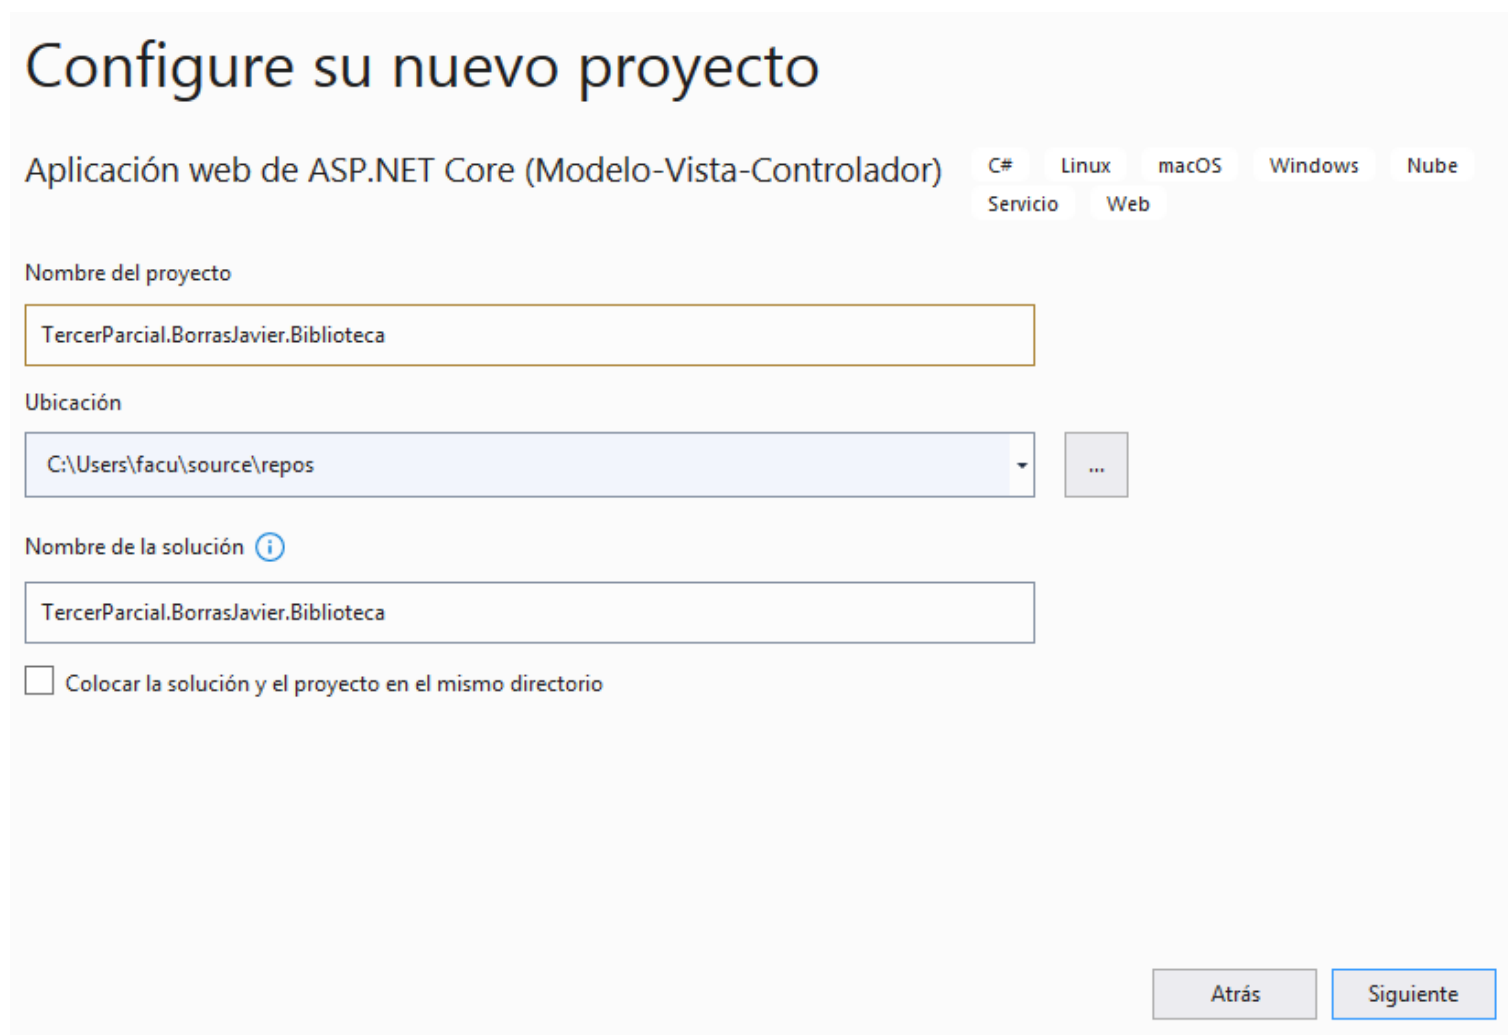 Configure su nuevo proyecto
Aplicación web de ASP.NET Core (Modelo-Vista-Controlador) C# Linux macOS Windows Nube
Servicio Web
Nombre del proyecto
TercerParcial.BorrasJavier.Biblioteca
Ubicación
C:\Users\facu\source\repos ...
Nombre de la solución
TercerParcial.BorrasJavier.Biblioteca
Colocar la solución y el proyecto en el mismo directorio
Atrás Siguiente